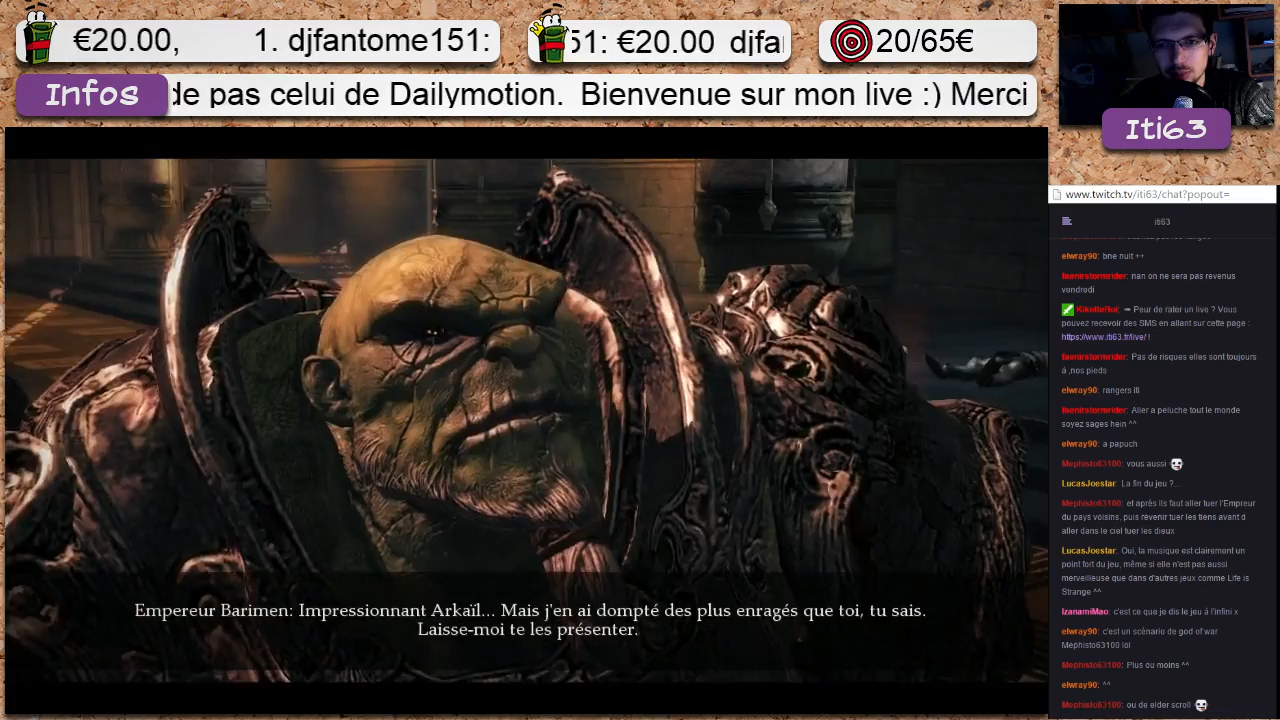 €20.00, 1. djfantome151:
51: €20.00 djfa
20/65€
Infos
de pas celui de Dailymotion. Bienvenue sur mon live :) Merci
Iti63
Empereur Barimen: Impressionnant Arkaïl... Mais j'en ai dompté des plus enragés que toi, tu sais.
Laisse-moi te les présenter.
www.twitch.tv/iti63/chat?popout=
iti63
elwray90: bne nuit ++
faenirstormrider: nan on ne sera pas revenus
vendredi
➡ Peur de rater un live ? Vous
pouvez recevoir des SMS en allant sur cette page :
https://www.iti63.fr/live/ !
faenirstormrider: Pas de risques elles sont toujours
à ,nos pieds
elwray90: rangers iti
faenirstormrider: Aller a peluche tout le monde
soyez sages hein ^^
elwray90: a papuch
Mephisto63100: vous aussi
LucasJoestar: La fin du jeu ?...
Mephisto63100: et après ils faut aller tuer l'Empreur
du pays voisins, puis revenir tuer les tiens avant d
aller dans le ciel tuer les dieux
LucasJoestar: Oui, la musique est clairement un
point fort du jeu, même si elle n'est pas aussi
merveilleuse que dans d'autres jeux comme Life is
Strange ^^
IzanamiMao: c'est ce que je dis le jeu à l'infini x
elwray90: c'est un scénario de god of war
Mephisto63100 lol
Mephisto63100: Plus ou moins ^^
elwray90: ^^
Mephisto63100: ou de elder scroll